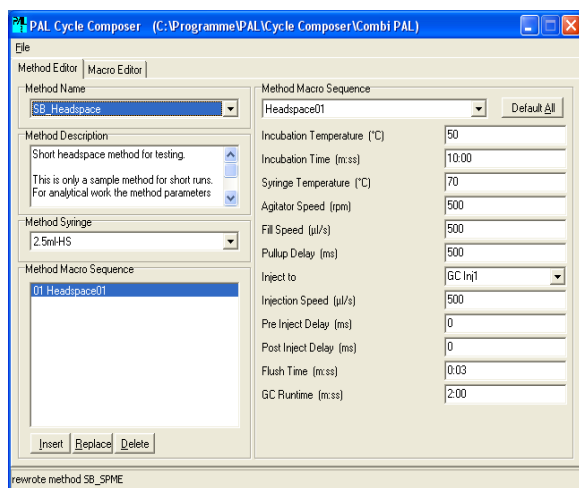 PAL PAL Cycle Composer (C:\Programme\PAL\Cycle Composer\Combi PAL)
File
Method Editor Macro Editor
Method Name
SB_Headspace
Method Description
Short headspace method for testing.
This is only a sample method for short runs.
For analytical work the method parameters
Method Syringe
2.5ml-HS
Method Macro Sequence
01 Headspace01
Insert Replace Delete
Method Macro Sequence
Headspace01 Default All
Incubation Temperature (°C) 50
Incubation Time (m:ss) 10:00
Syringe Temperature (°C) 70
Agitator Speed (rpm) 500
Fill Speed (µl/s) 500
Pullup Delay (ms) 500
Inject to GC Inj1
Injection Speed (µl/s) 500
Pre Inject Delay (ms) 0
Post Inject Delay (ms) 0
Flush Time (m:ss) 0:03
GC Runtime (m:ss) 2:00
rewrote method SB_SPME